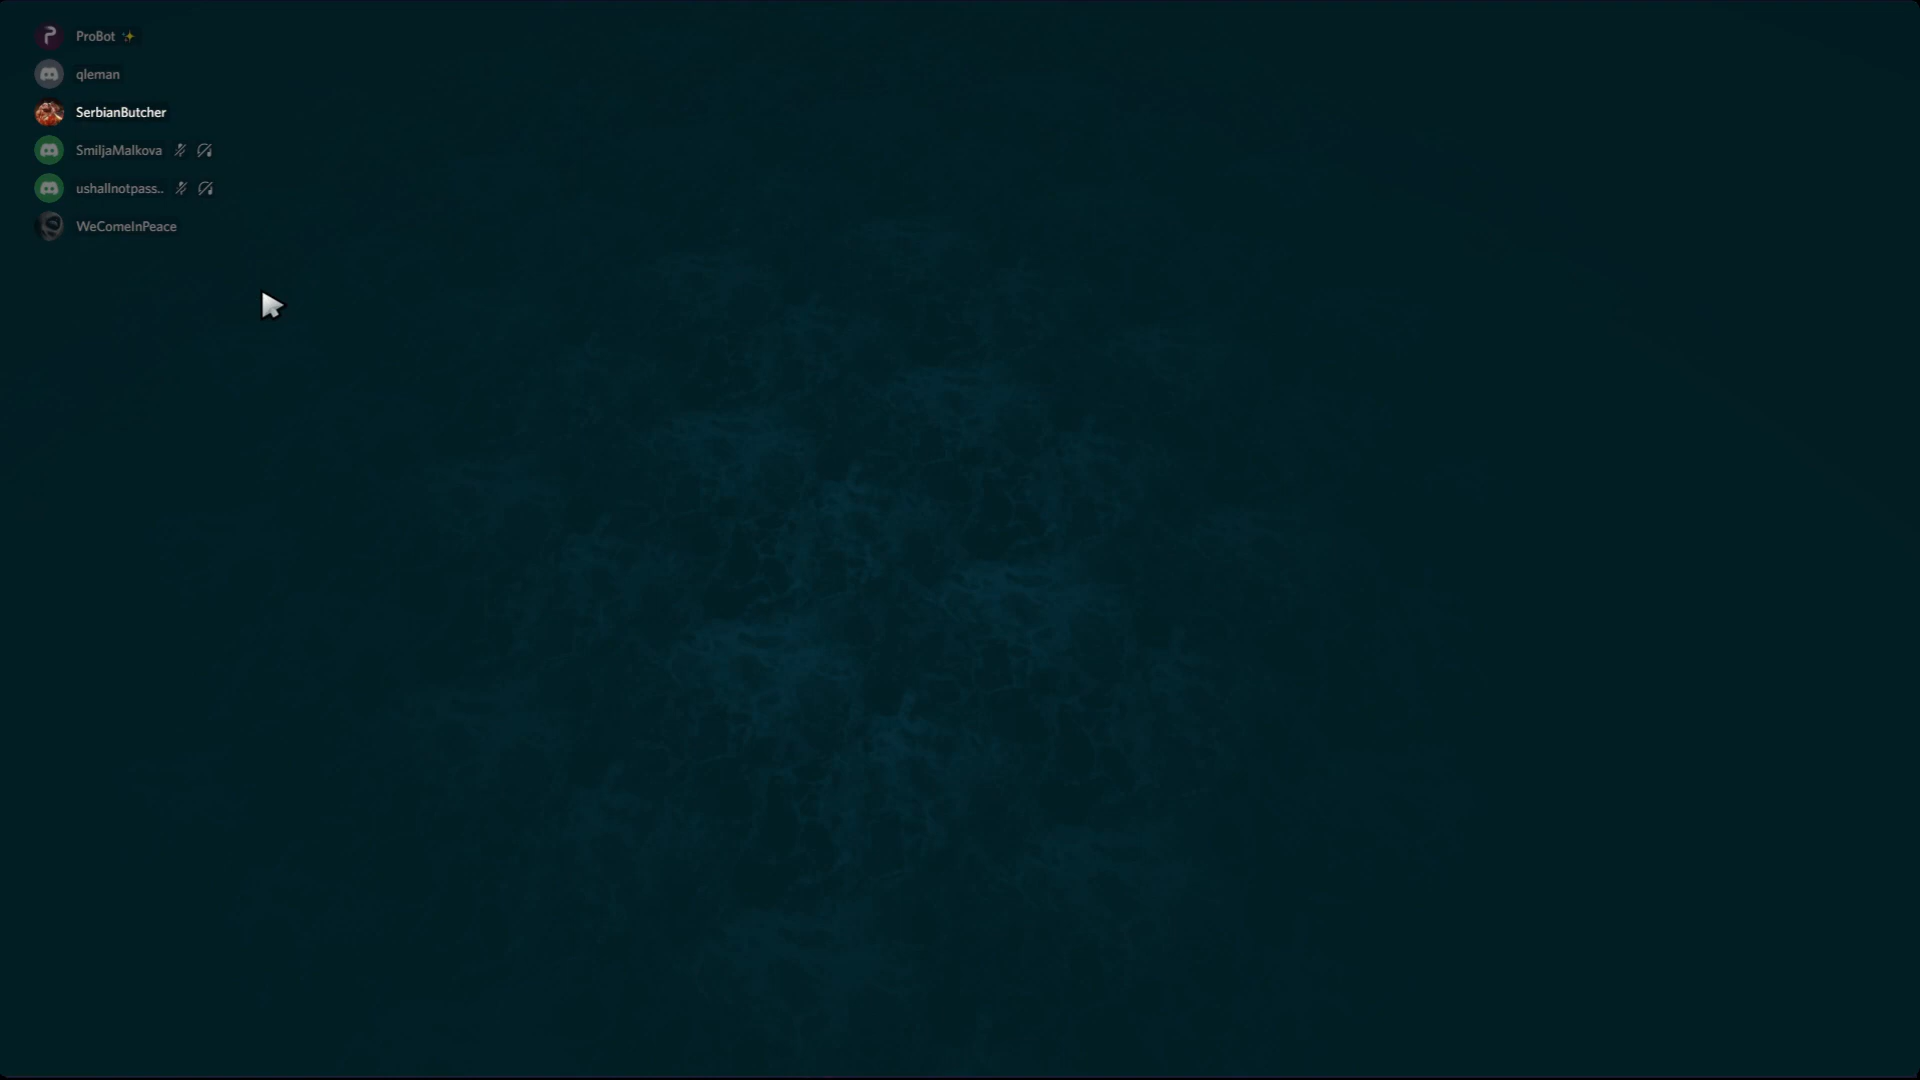 ProBot ✨
qleman
SerbianButcher
SmiljaMalkova
ushallnotpass..
WeComeInPeace